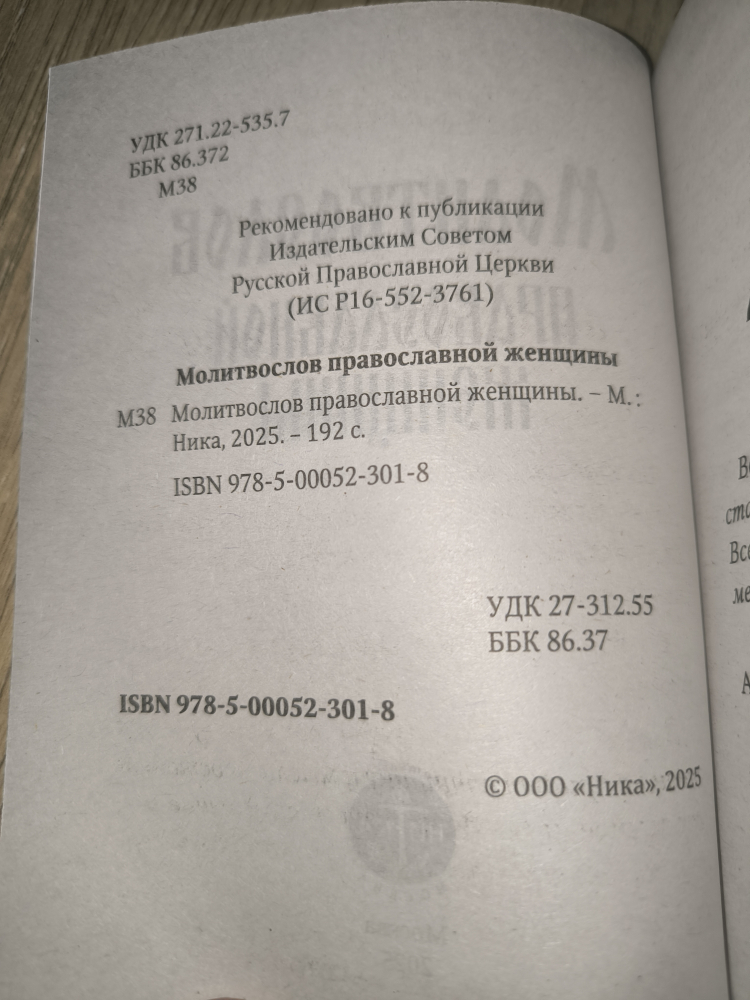 УДК 271.22-535.7
ББК 86.372
М38
Рекомендовано к публикации
Издательским Советом
Русской Православной Церкви
(ИС Р16-552-3761)
Молитвослов православной женщины
М38 Молитвослов православной женщины. – М.:
Ника, 2025. – 192 с.
ISBN 978-5-00052-301-8
УДК 27-312.55
ББК 86.37
ISBN 978-5-00052-301-8
© ООО «Ника», 2025